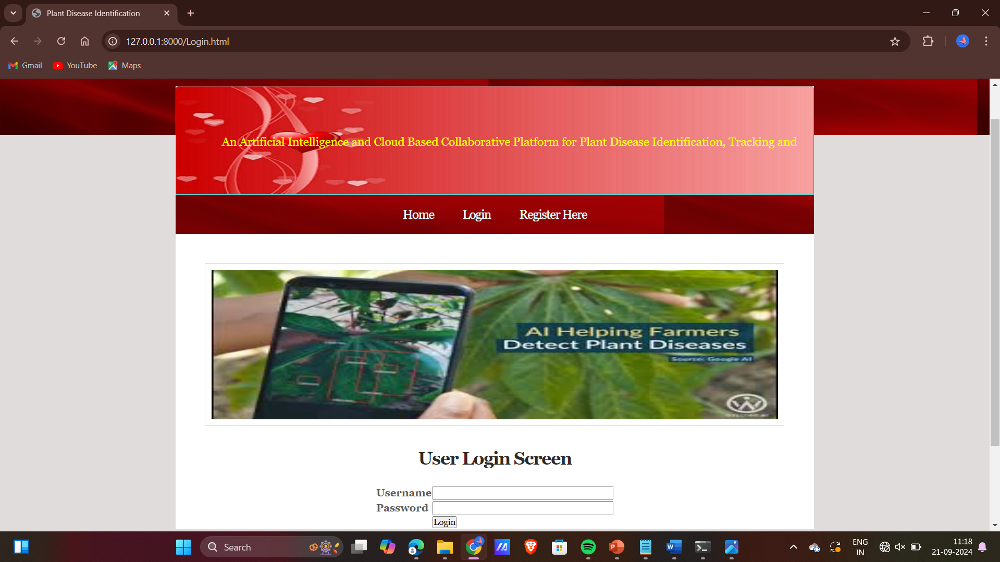 Plant Disease Identification
127.0.0.1:8000/Login.html
Gmail YouTube Maps
An Artificial Intelligence and Cloud Based Collaborative Platform for Plant Disease Identification, Tracking and
Home Login Register Here
AI Helping Farmers
Detect Plant Diseases
Source: Google AI
User Login Screen
Username
Password
Login
Search
ENG
IN
11:18
21-09-2024